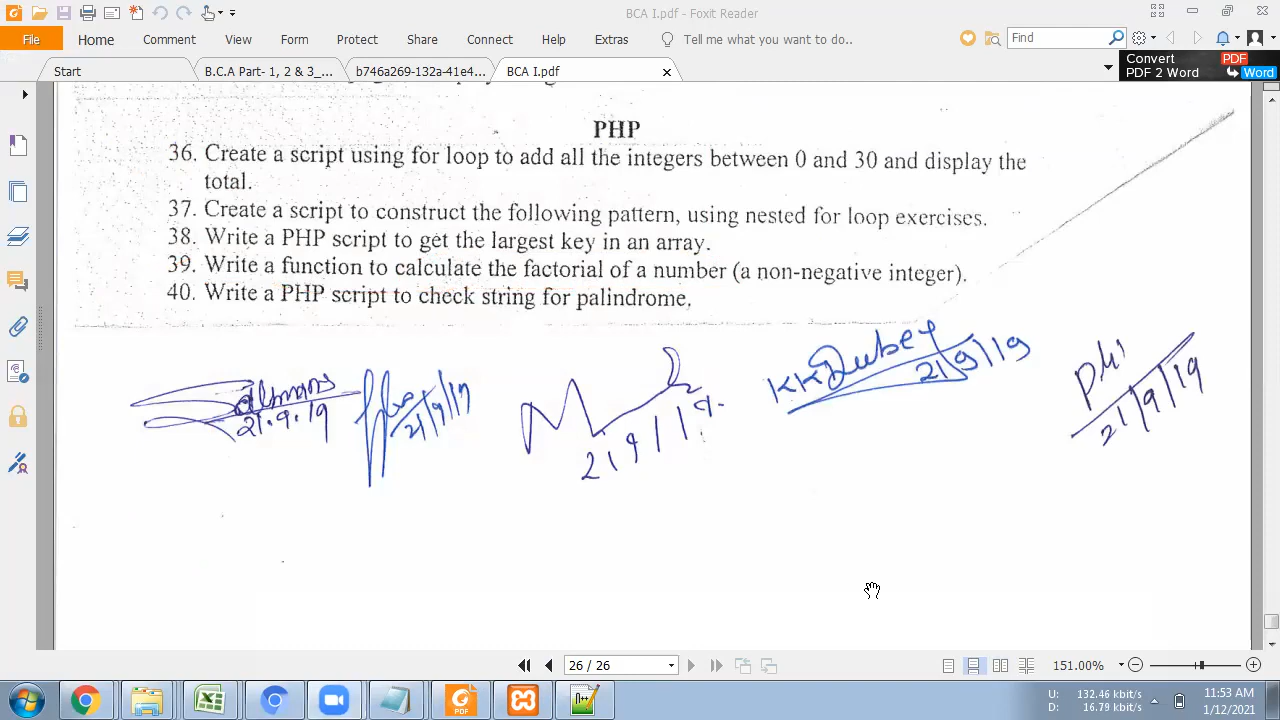 BCA I.pdf - Foxit Reader
File Home Comment View Form Protect Share Connect Help Extras Tell me what you want to do.. Find
Start B.C.A Part- 1, 2 & 3_... b746a269-132a-41e4... BCA I.pdf
Convert PDF
PDF 2 Word Word
PHP
36. Create a script using for loop to add all the integers between 0 and 30 and display the
total.
37. Create a script to construct the following pattern, using nested for loop exercises.
38. Write a PHP script to get the largest key in an array.
39. Write a function to calculate the factorial of a number (a non-negative integer).
40. Write a PHP script to check string for palindrome.
KKDubey
21/9/19
21.9.19
21/9/19
21/9/19
26 / 26 151.00%
PDF
U: 132.46 kbit/s
D: 16.79 kbit/s
11:53 AM
1/12/2021